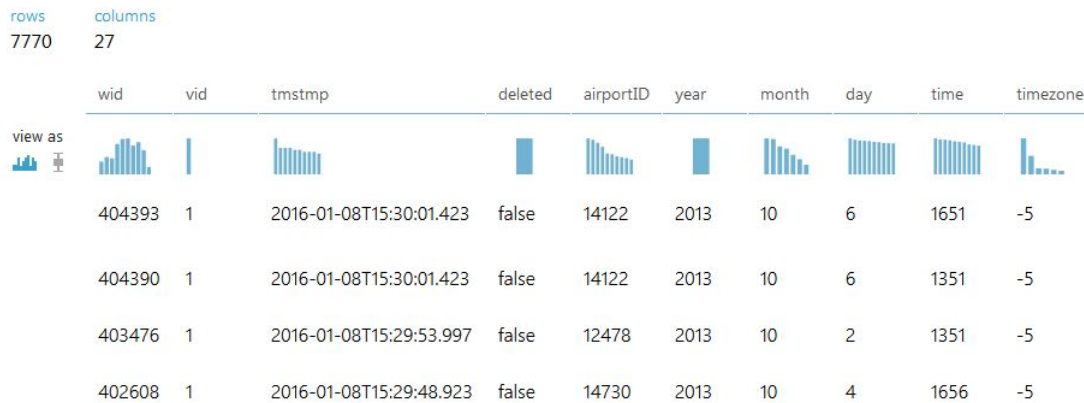 rows columns
7770 27
wid vid tmstmp deleted airportID year month day time timezone
view as
404393 1 2016-01-08T15:30:01.423 false 14122 2013 10 6 1651 -5
404390 1 2016-01-08T15:30:01.423 false 14122 2013 10 6 1351 -5
403476 1 2016-01-08T15:29:53.997 false 12478 2013 10 2 1351 -5
402608 1 2016-01-08T15:29:48.923 false 14730 2013 10 4 1656 -5